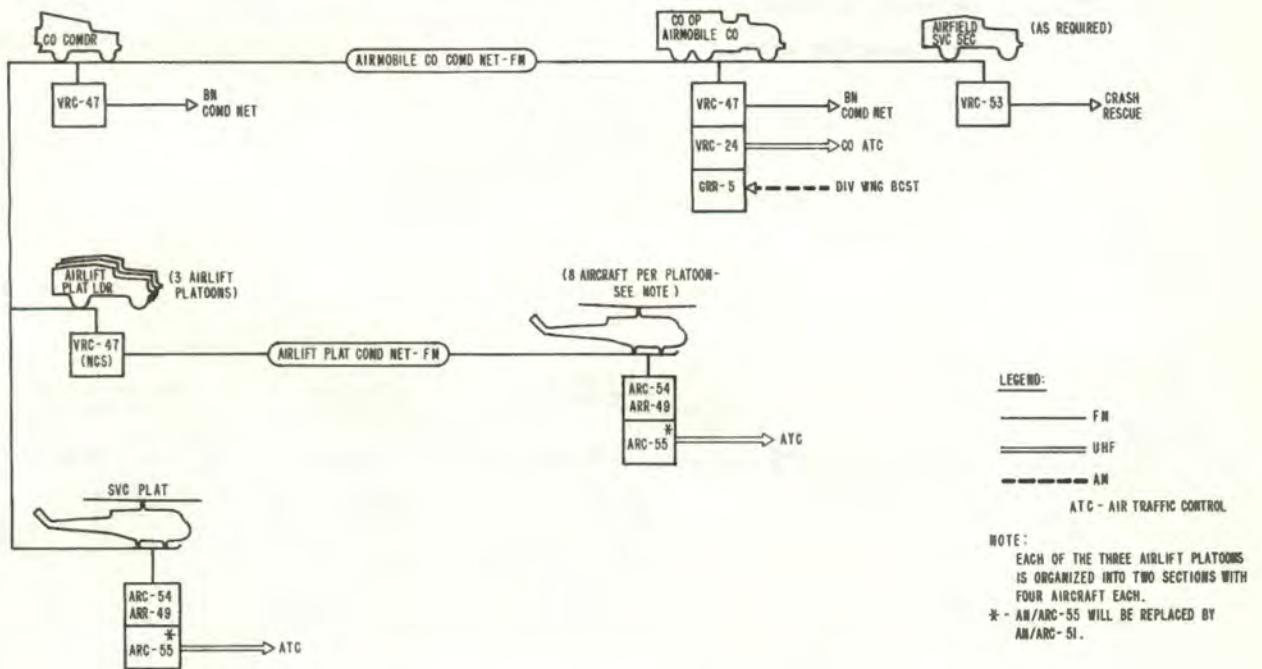 CO COMDR
AIRMOBILE CO COMD NET-FM
CO OP
AIRMOBILE CO
AIRFIELD
SVC SEC
(AS REQUIRED)
VRC-47
BN
COMD NET
VRC-47
BN
COMD NET
VRC-24
CO ATC
GRR-5
DIV WNG BCST
VRC-53
CRASH
RESCUE
AIRLIFT
PLAT LDR
(3 AIRLIFT
PLATOONS)
VRC-47
(NCS)
AIRLIFT PLAT COMD NET-FM
(8 AIRCRAFT PER PLATOON-
SEE NOTE)
ARC-54
ARR-49
*
ARC-55
ATC
SVC PLAT
ARC-54
ARR-49
*
ARC-55
ATC
LEGEND:
FM
UHF
AM
ATC - AIR TRAFFIC CONTROL
NOTE:
EACH OF THE THREE AIRLIFT PLATOONS
IS ORGANIZED INTO TWO SECTIONS WITH
FOUR AIRCRAFT EACH.
* - AN/ARC-55 WILL BE REPLACED BY
AN/ARC-51.